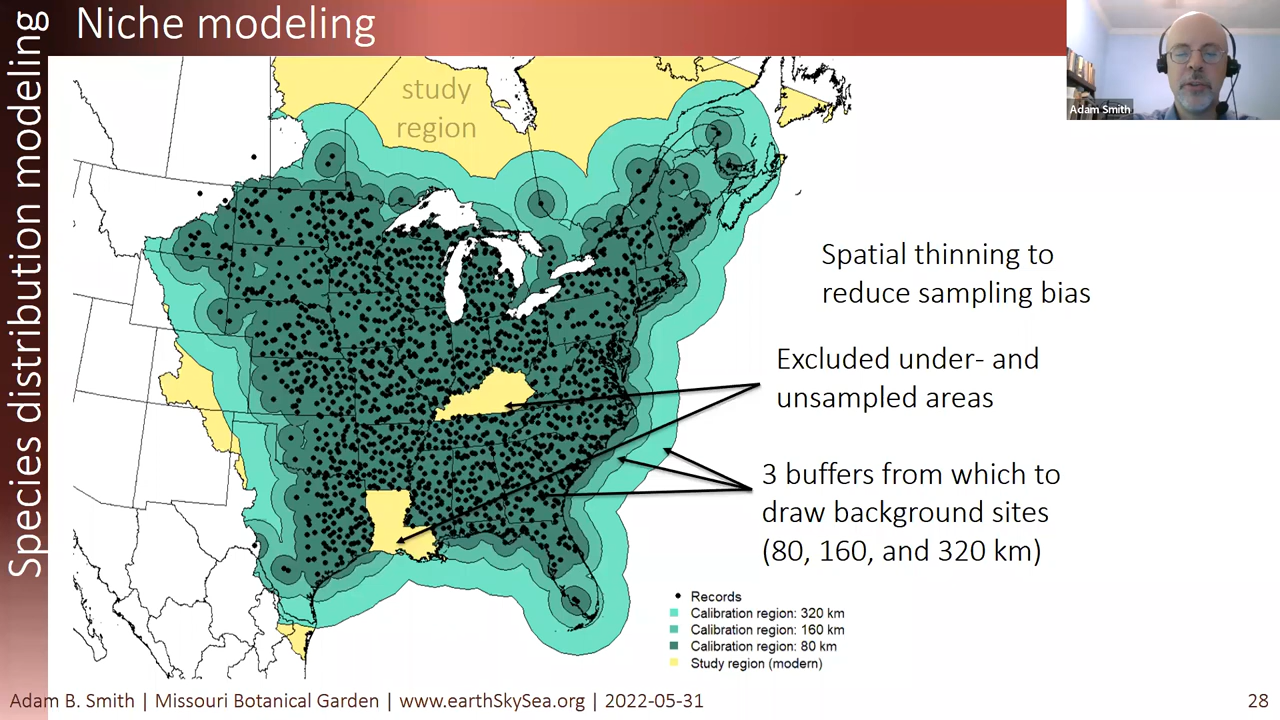 Species distribution modeling
Niche modeling
Adam Smith
study
region
Spatial thinning to
reduce sampling bias
Excluded under- and
unsampled areas
3 buffers from which to
draw background sites
(80, 160, and 320 km)
Records
Calibration region: 320 km
Calibration region: 160 km
Calibration region: 80 km
Study region (modern)
Adam B. Smith | Missouri Botanical Garden | www.earthSkySea.org | 2022-05-31
28